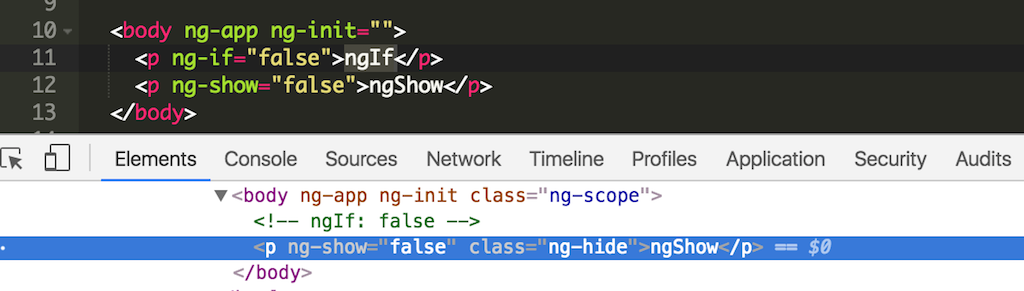 9
10 <body ng-app ng-init="">
11 <p ng-if="false">ngIf</p>
12 <p ng-show="false">ngShow</p>
13 </body>
Elements Console Sources Network Timeline Profiles Application Security Audits
▼<body ng-app ng-init class="ng-scope">
<!-- ngIf: false -->
<p ng-show="false" class="ng-hide">ngShow</p> == $0
</body>